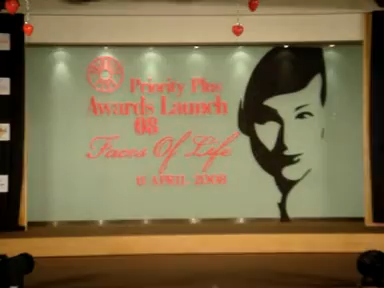 Priority Plus
Awards Launch
08
Faces Of Life
APRIL 2008